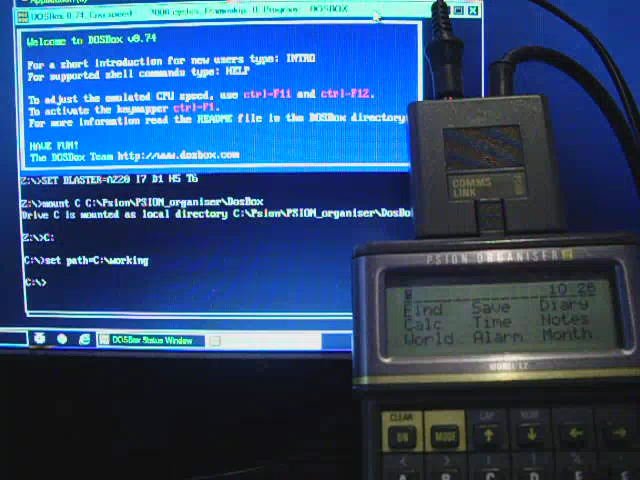 DOSBox 0.74, Cpu speed: 3000 cycles, Frameskip 0, Program: DOSBOX
Welcome to DOSBox v0.74
For a short introduction for new users type: INTRO
For supported shell commands type: HELP
To adjust the emulated CPU speed, use ctrl-F11 and ctrl-F12.
To activate the keymapper ctrl-F1.
For more information read the README file in the DOSBox directory
HAVE FUN!
The DOSBox Team http://www.dosbox.com
Z:\>SET BLASTER=A220 I7 D1 H5 T6
Z:\>mount C C:\Psion\PSION_organiser\DosBox
Drive C is mounted as local directory C:\Psion\PSION_organiser\DosBo
Z:\>C:
C:\>set path=C:\working
C:\>
DOSBox Status Window
COMMS
LINK
PSION ORGANISER II
10 26
Find Save Diary
Calc Time Notes
World Alarm Month
MODEL LZ
CLEAR
ON
MODE
CAP
NUM